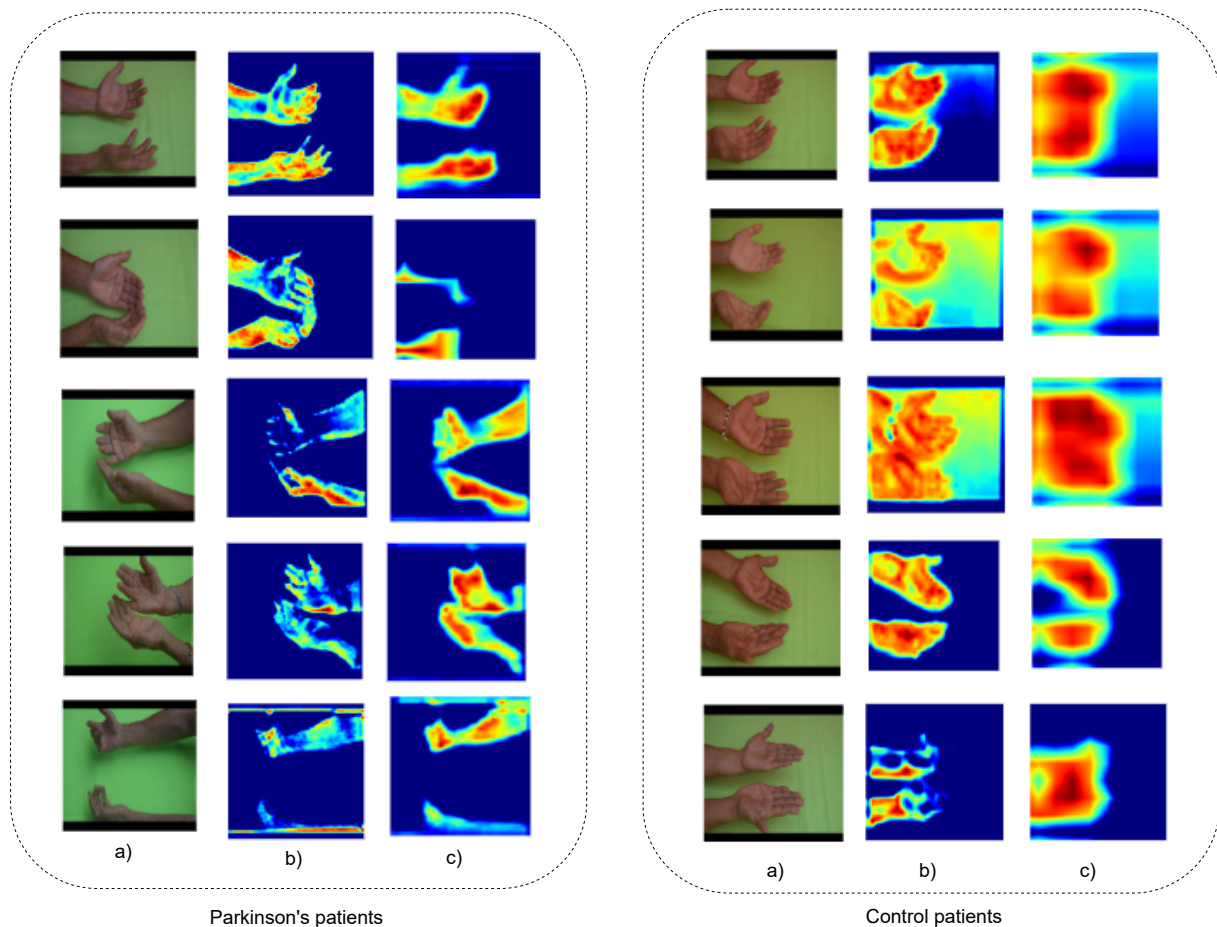 a)
b)
c)
Parkinson's patients
a)
b)
c)
Control patients